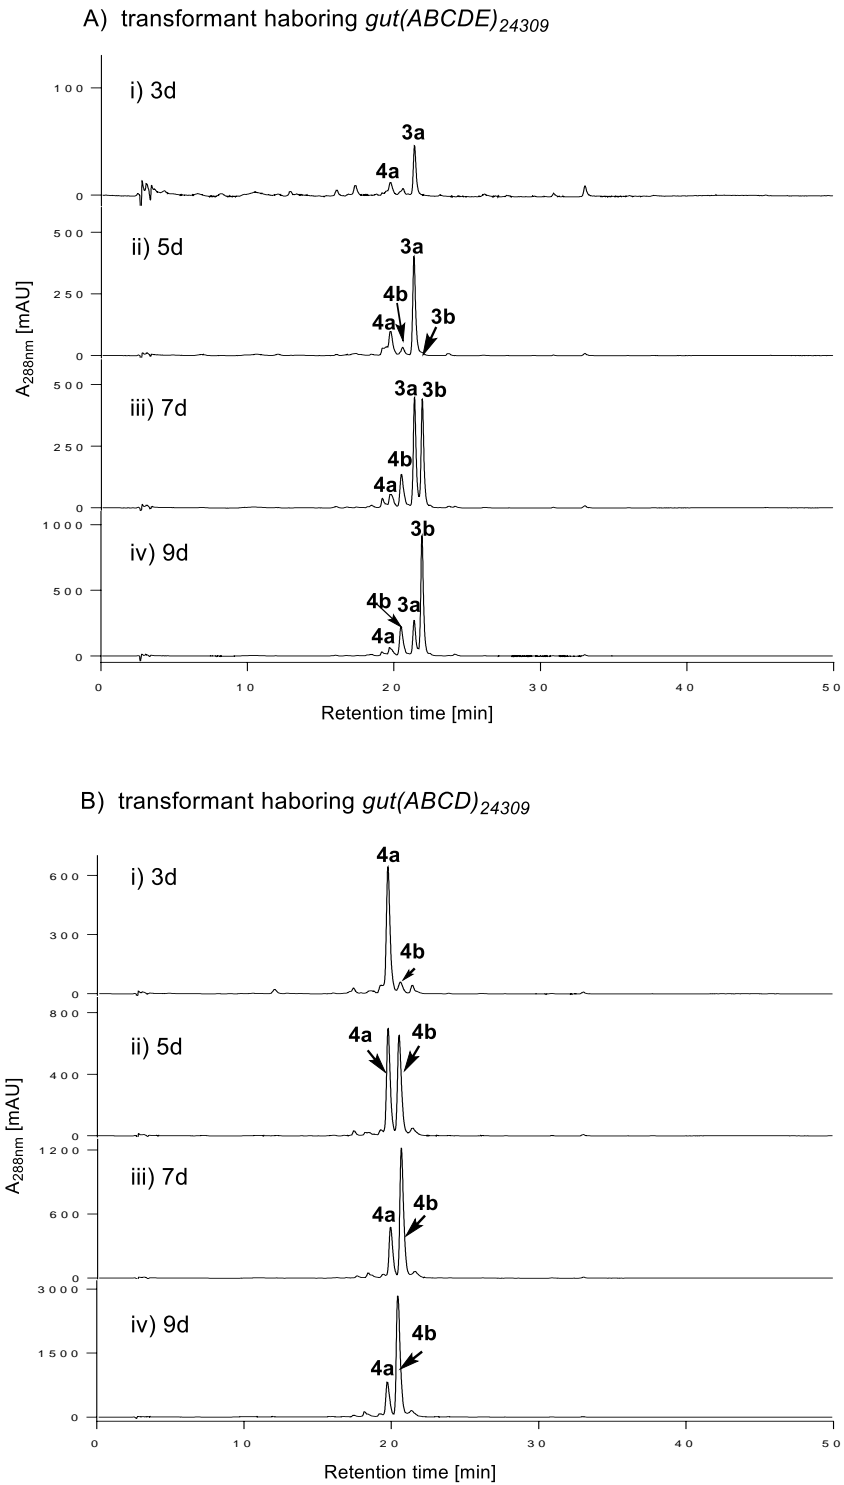 A) transformant haboring gut(ABCDE)24309
i) 3d
100
0
3a
4a
ii) 5d
500
250
0
3a
4b
4a
3b
iii) 7d
500
250
0
3a 3b
4b
4a
iv) 9d
1000
500
0
3b
4b 3a
4a
A288nm [mAU]
0 10 20 30 40 50
Retention time [min]
B) transformant haboring gut(ABCD)24309
i) 3d
600
300
0
4a
4b
ii) 5d
800
400
0
4a 4b
iii) 7d
1200
600
0
4a 4b
iv) 9d
3000
1500
0
4b
4a
A288nm [mAU]
0 10 20 30 40 50
Retention time [min]